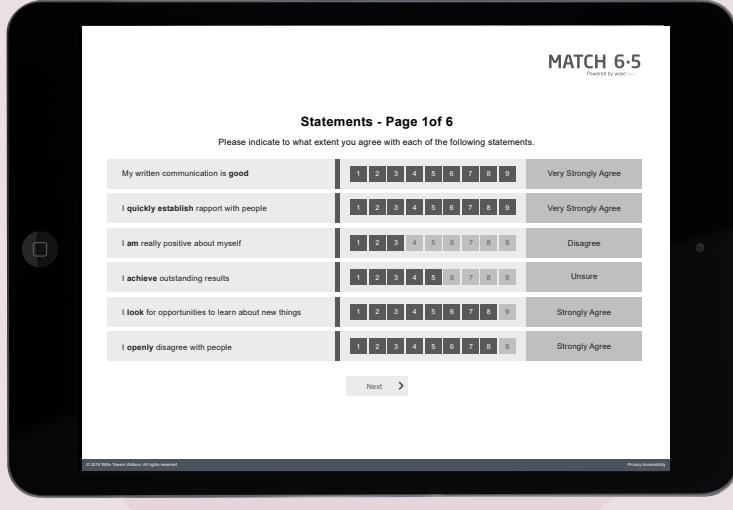 MATCH 6·5
Powered by wave
Statements - Page 1of 6
Please indicate to what extent you agree with each of the following statements.
My written communication is good 1 2 3 4 5 6 7 8 9 Very Strongly Agree
I quickly establish rapport with people 1 2 3 4 5 6 7 8 9 Very Strongly Agree
I am really positive about myself 1 2 3 4 5 6 7 8 9 Disagree
I achieve outstanding results 1 2 3 4 5 6 7 8 9 Unsure
I look for opportunities to learn about new things 1 2 3 4 5 6 7 8 9 Strongly Agree
I openly disagree with people 1 2 3 4 5 6 7 8 9 Strongly Agree
Next
© 2016 Willis Towers Watson. All rights reserved. Privacy Accessibility